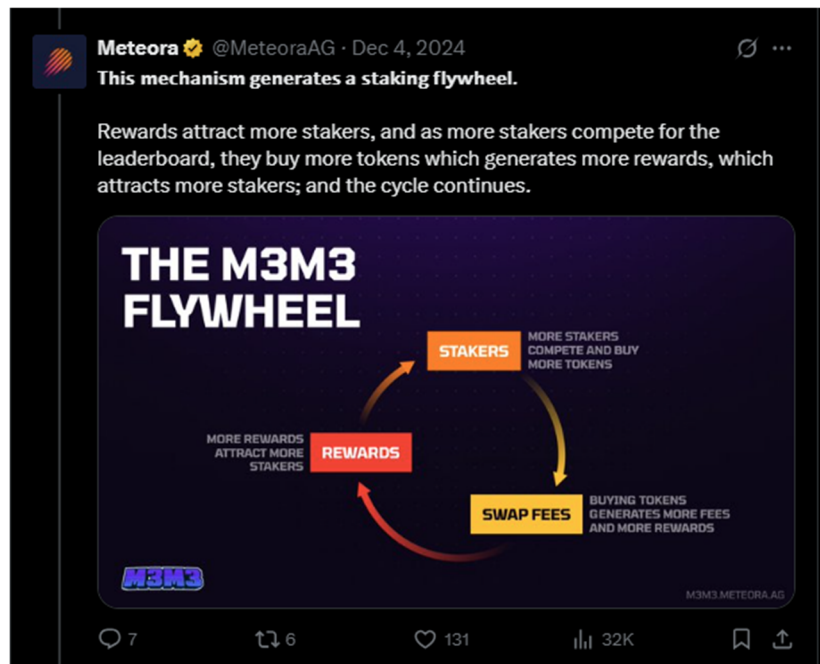 Meteora @MeteoraAG · Dec 4, 2024
This mechanism generates a staking flywheel.
Rewards attract more stakers, and as more stakers compete for the
leaderboard, they buy more tokens which generates more rewards, which
attracts more stakers; and the cycle continues.
THE M3M3
FLYWHEEL
STAKERS
MORE STAKERS
COMPETE AND BUY
MORE TOKENS
MORE REWARDS
ATTRACT MORE
STAKERS
REWARDS
SWAP FEES
BUYING TOKENS
GENERATES MORE FEES
AND MORE REWARDS
M3M3
M3M3.METEORA.AG
7 6 131 32K